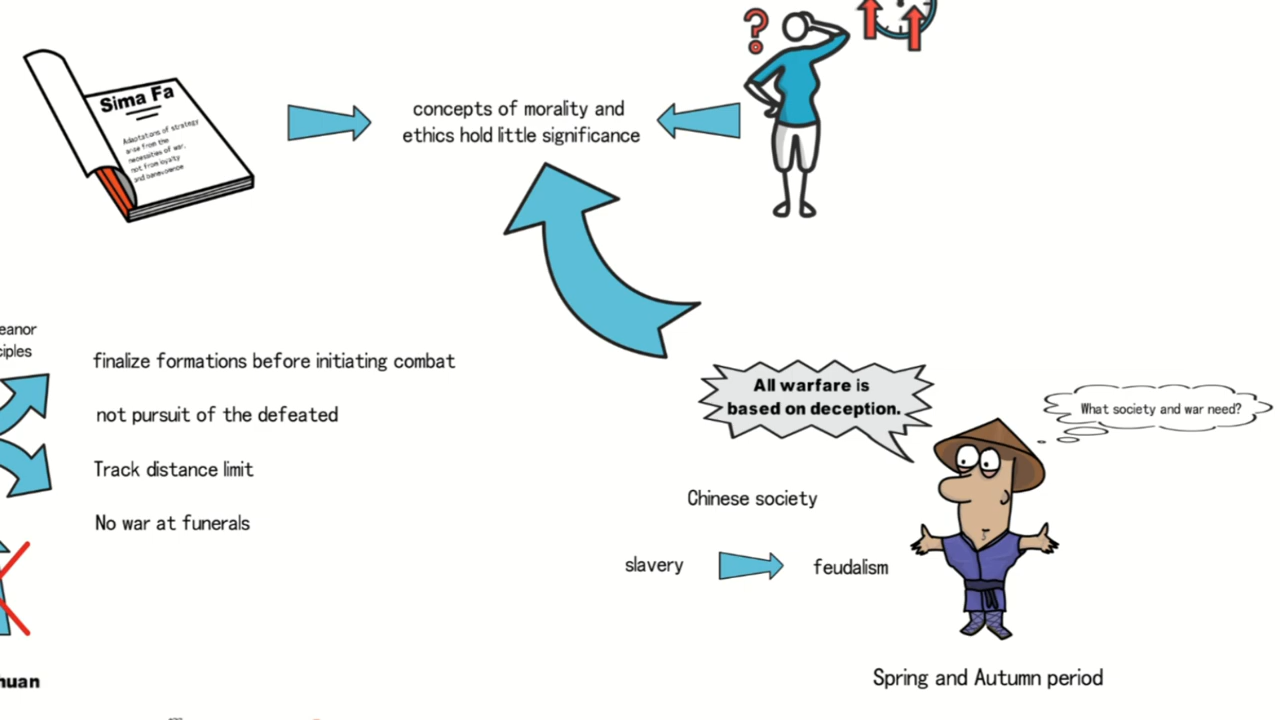 ?
Sima Fa
Adaptations of strategy
arise from the
necessities of war,
not from loyalty
and benevolence
concepts of morality and
ethics hold little significance
eanor
ciples
finalize formations before initiating combat
not pursuit of the defeated
Track distance limit
No war at funerals
All warfare is
based on deception.
What society and war need?
Chinese society
slavery
feudalism
Spring and Autumn period
huan